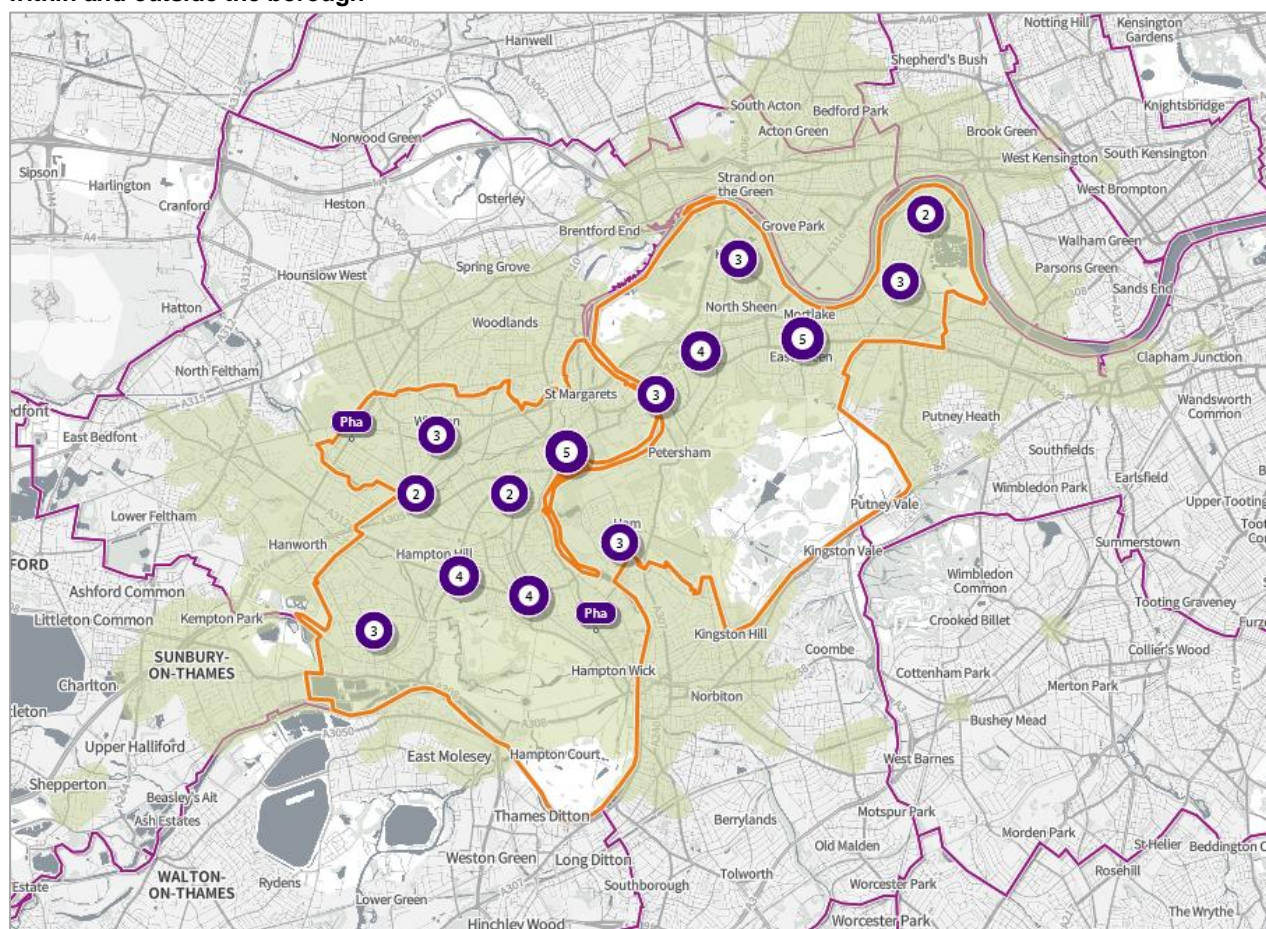 within and outside the borough
Notting Hill
Kensington
Gardens
Hanwell
A40
A4020
Shepherd's Bush
Knightsbridge
South Acton
Bedford Park
Acton Green
Norwood Green
Brook Green
West Kensington
South Kensington
Sipson
M4
Harlington
Strand on
the Green
West Brompton
Osterley
Cranford
Heston
Grove Park
2
Brentford End
Walham Green
A4
Hounslow West
Spring Grove
3
Parsons Green
3
Sands End
Hatton
North Sheen
Mortlake
Woodlands
5
4
Clapham Junction
North Feltham
A315
St Margarets
3
Wandsworth
Common
Pha
Putney Heath
East Bedfont
3
5
Petersham
Southfields
Earlsfield
2
2
Wimbledon Park
Putney Vale
Lower Feltham
Hanworth
3
Summerstown
Hampton Hill
Kingston Vale
Ashford Common
4
Wimbledon
Common
4
Tooting Graveney
Littleton Common
Kempton Park
Pha
Crooked Billet
3
Kingston Hill
SUNBURY-
ON-THAMES
Coombe
Collier's Wood
Hampton Wick
Cottenham Park
Charlton
Norbiton
Merton Park
A308
Bushey Mead
A3050
Upper Halliford
East Molesey
Hampton Court
West Barnes
Shepperton
Beasley's Ait
Motspur Park
Ash Estates
Thames Ditton
Berrylands
Morden Park
St Helier
Old Malden
Weston Green
Long Ditton
Tolworth
Rosehill
WALTON-
ON-THAMES
Rydens
Southborough
Worcester Park
Lower Green
The Wrythe
Hinchley Wood
Worcester Park